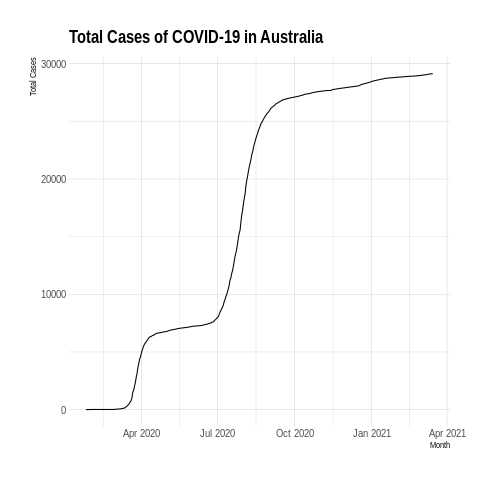 Total Cases of COVID-19 in Australia
Total Cases
30000
20000
10000
0
Apr 2020 Jul 2020 Oct 2020 Jan 2021 Apr 2021
Month